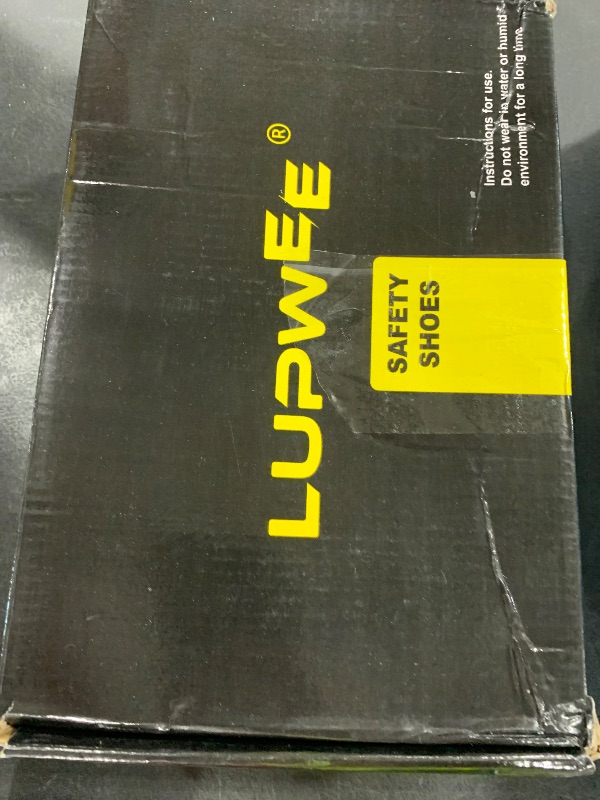 LUPWEE®
SAFETY
SHOES
Instructions for use.
Do not wear in water or humid
environment for a long time.